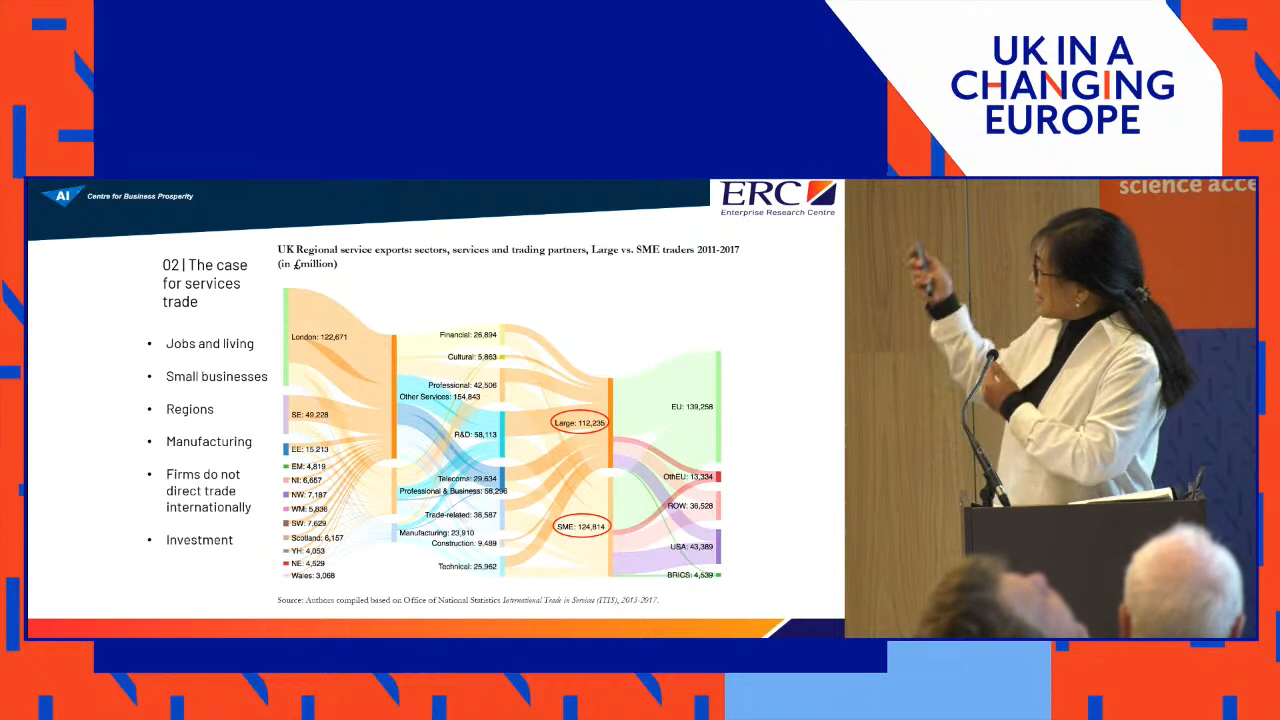 UK IN A
CHANGING
EUROPE
AI Centre for Business Prosperity
ERC
Enterprise Research Centre
science acce
02 | The case
for services
trade
• Jobs and living
• Small businesses
• Regions
• Manufacturing
• Firms do not
direct trade
internationally
• Investment
UK Regional service exports: sectors, services and trading partners, Large vs. SME traders 2011-2017
(in £million)
London: 122,671
SE: 49,228
EE: 15,213
EM: 4,819
NI: 6,657
NW: 7,187
WM: 5,836
SW: 7,629
Scotland: 6,157
YH: 4,053
NE: 4,529
Wales: 3,068
Other Services: 154,843
Professional & Business: 58,296
Manufacturing: 23,910
Financial: 26,894
Cultural: 5,863
Professional: 42,506
R&D: 58,113
Telecoms: 29,634
Trade-related: 38,587
Construction: 9,489
Technical: 25,962
Large: 112,235
SME: 124,814
EU: 139,258
OthEU: 13,334
ROW: 36,528
USA: 43,389
BRICS: 4,539
Source: Authors compiled based on Office of National Statistics International Trade in Services (ITIS), 2015-2017.